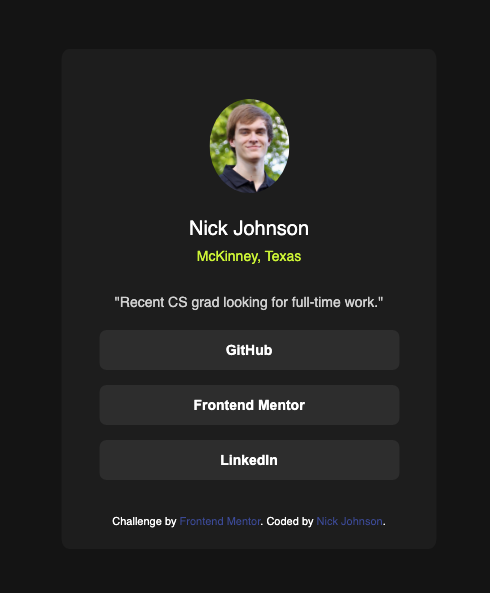 Nick Johnson
McKinney, Texas
"Recent CS grad looking for full-time work."
GitHub
Frontend Mentor
LinkedIn
Challenge by Frontend Mentor. Coded by Nick Johnson.